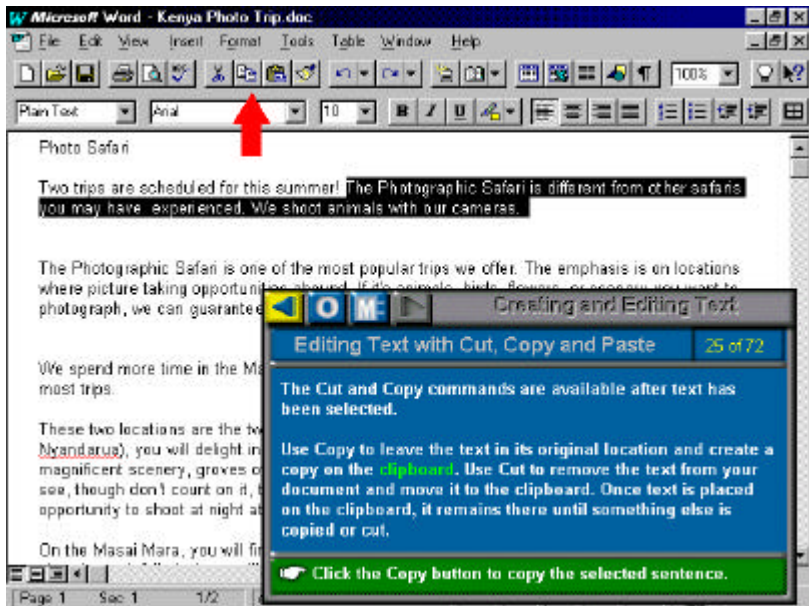 Microsoft Word - Kenya Photo Trip.doc
File Edit View Insert Format Tools Table Window Help
100%
Plain Text Arial 10 B I U
Photo Safari
Two trips are scheduled for this summer! The Photographic Safari is different from other safaris
you may have experienced. We shoot animals with our cameras.
The Photographic Safari is one of the most popular trips we offer. The emphasis is on locations
where picture taking opportunities abound. If it's animals, birds, flowers, or scenery you want to
photograph, we can guarantee
We spend more time in the Ma
most trips.
These two locations are the tw
Nyandarua), you will delight in
magnificent scenery, groves o
see, though don't count on it, t
opportunity to shoot at night at
On the Masai Mara, you will fin
Page 1 Sec 1 1/2
O M Creating and Editing Text
Editing Text with Cut, Copy and Paste 25 of 72
The Cut and Copy commands are available after text has
been selected.
Use Copy to leave the text in its original location and create a
copy on the clipboard. Use Cut to remove the text from your
document and move it to the clipboard. Once text is placed
on the clipboard, it remains there until something else is
copied or cut.
Click the Copy button to copy the selected sentence.